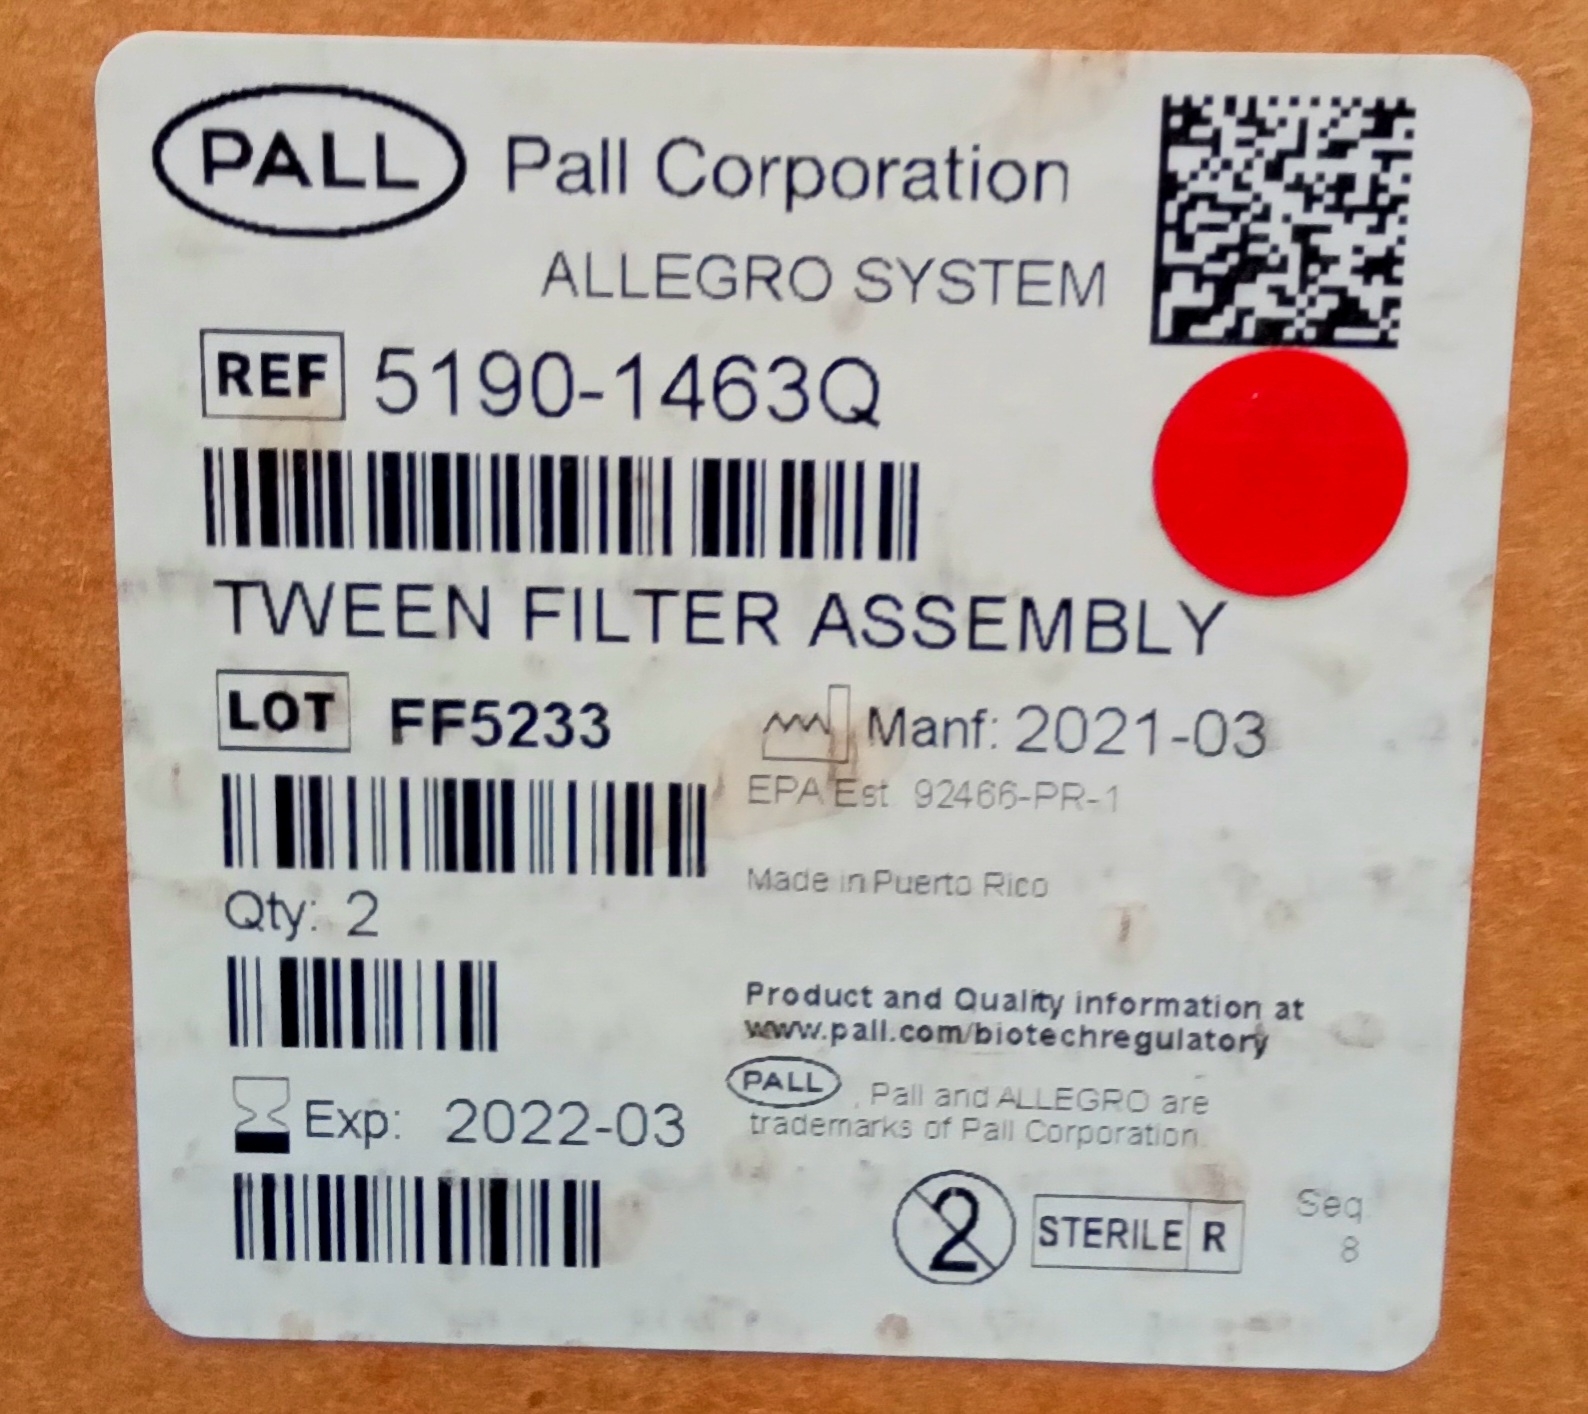 PALL Pall Corporation
ALLEGRO SYSTEM
REF 5190-1463Q
TWEEN FILTER ASSEMBLY
LOT FF5233
Manf: 2021-03
EPA Est. 92466-PR-1
Made in Puerto Rico
Qty: 2
Product and Quality information at
www.pall.com/biotechregulatory
PALL , Pall and ALLEGRO are
trademarks of Pall Corporation.
Exp: 2022-03
2 STERILE R
Seq.
8